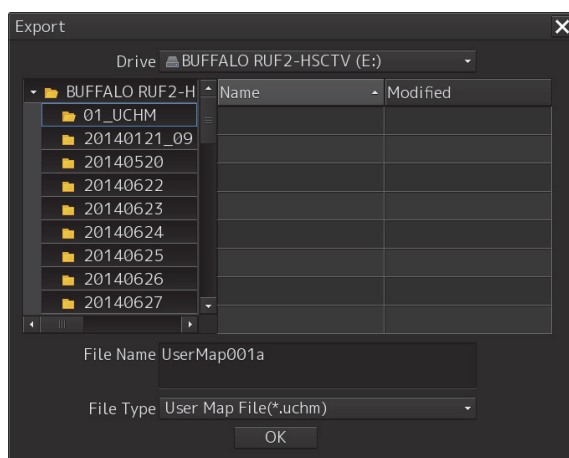 Export
Drive BUFFALO RUF2-HSCTV (E:)
BUFFALO RUF2-H
Name Modified
01_UCHM
20140121_09
20140520
20140622
20140623
20140624
20140625
20140626
20140627
File Name UserMap001a
File Type User Map File(*.uchm)
OK